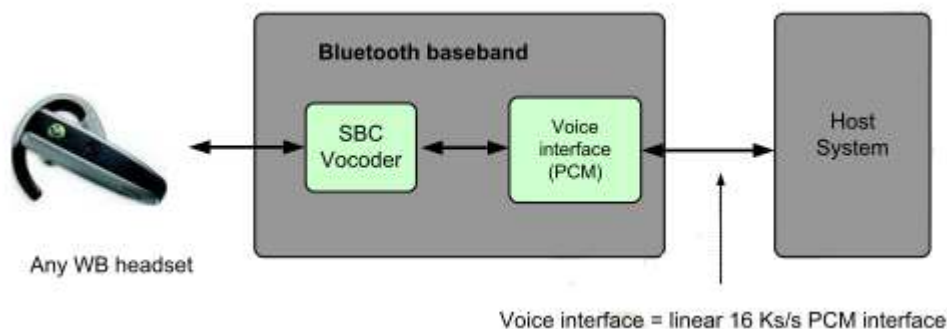 Bluetooth baseband
SBC
Vocoder
Voice
interface
(PCM)
Host
System
Any WB headset
Voice interface = linear 16 Ks/s PCM interface